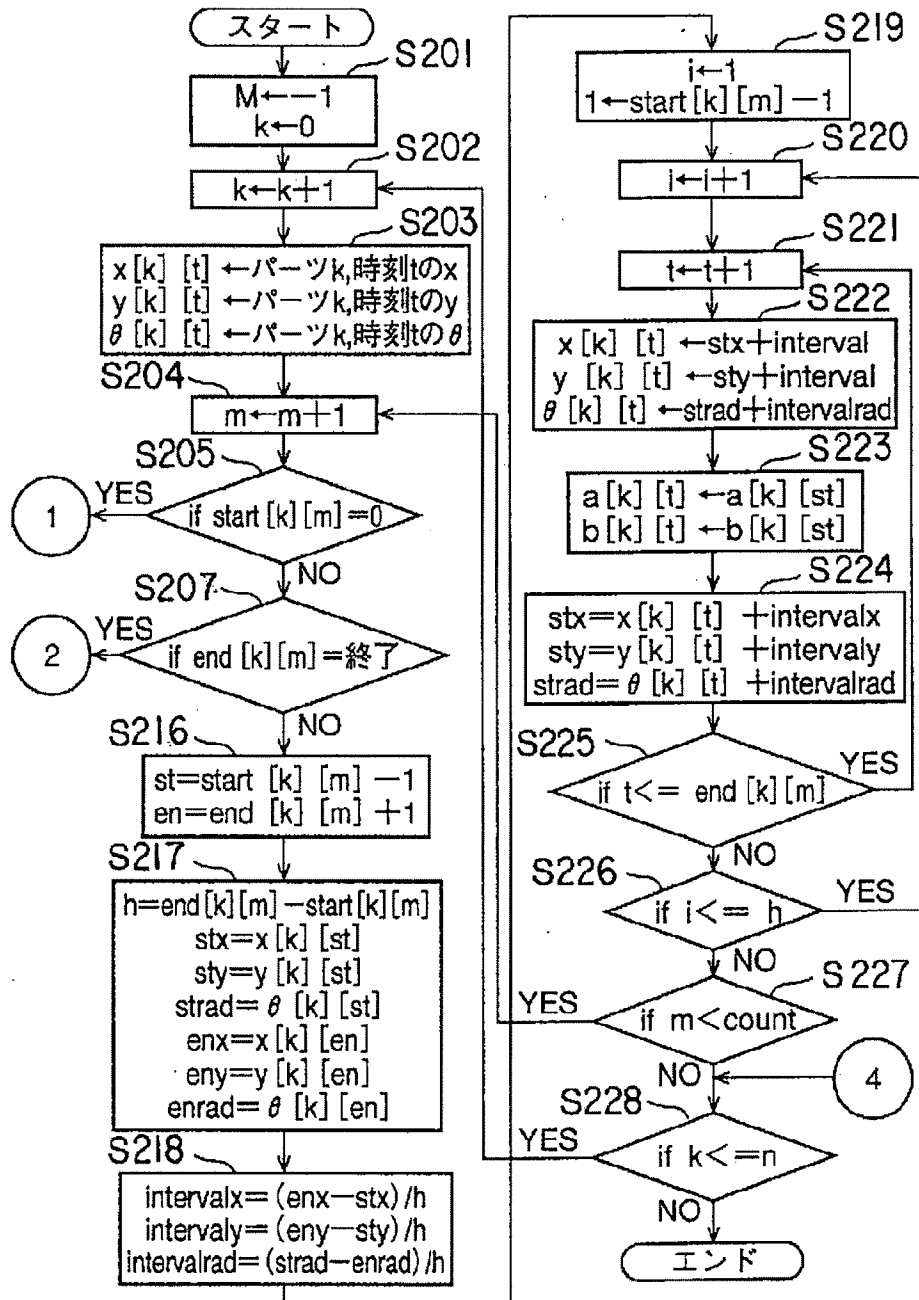 スタート
S201
M←−1
k←0
S202
k←k+1
S203
x[k] [t] ←パーツk,時刻tのx
y[k] [t] ←パーツk,時刻tのy
θ[k] [t] ←パーツk,時刻tのθ
S204
m←m+1
S205
YES
1
if start[k][m]=0
NO
S207
YES
2
if end[k][m]=終了
NO
S216
st=start [k] [m] −1
en=end [k] [m] +1
S217
h=end[k][m]−start[k][m]
stx=x[k] [st]
sty=y[k] [st]
strad=θ [k] [st]
enx=x[k] [en]
eny=y[k] [en]
enrad=θ [k] [en]
S218
intervalx=(enx−stx)/h
intervaly=(eny−sty)/h
intervalrad=(strad−enrad)/h
S219
i←1
1←start[k][m]−1
S220
i←i+1
S221
t←t+1
S222
x[k] [t] ←stx+interval
y [k] [t] ←sty+interval
θ[k] [t] ←strad+intervalrad
S223
a[k] [t] ←a[k] [st]
b[k] [t] ←b[k] [st]
S224
stx=x[k] [t] +intervalx
sty=y[k] [t] +intervaly
strad=θ[k] [t] +intervalrad
S225
YES
if t<= end[k][m]
NO
S226
YES
if i<= h
NO
S227
YES
if m<count
NO
4
S228
YES
if k<=n
NO
エンド